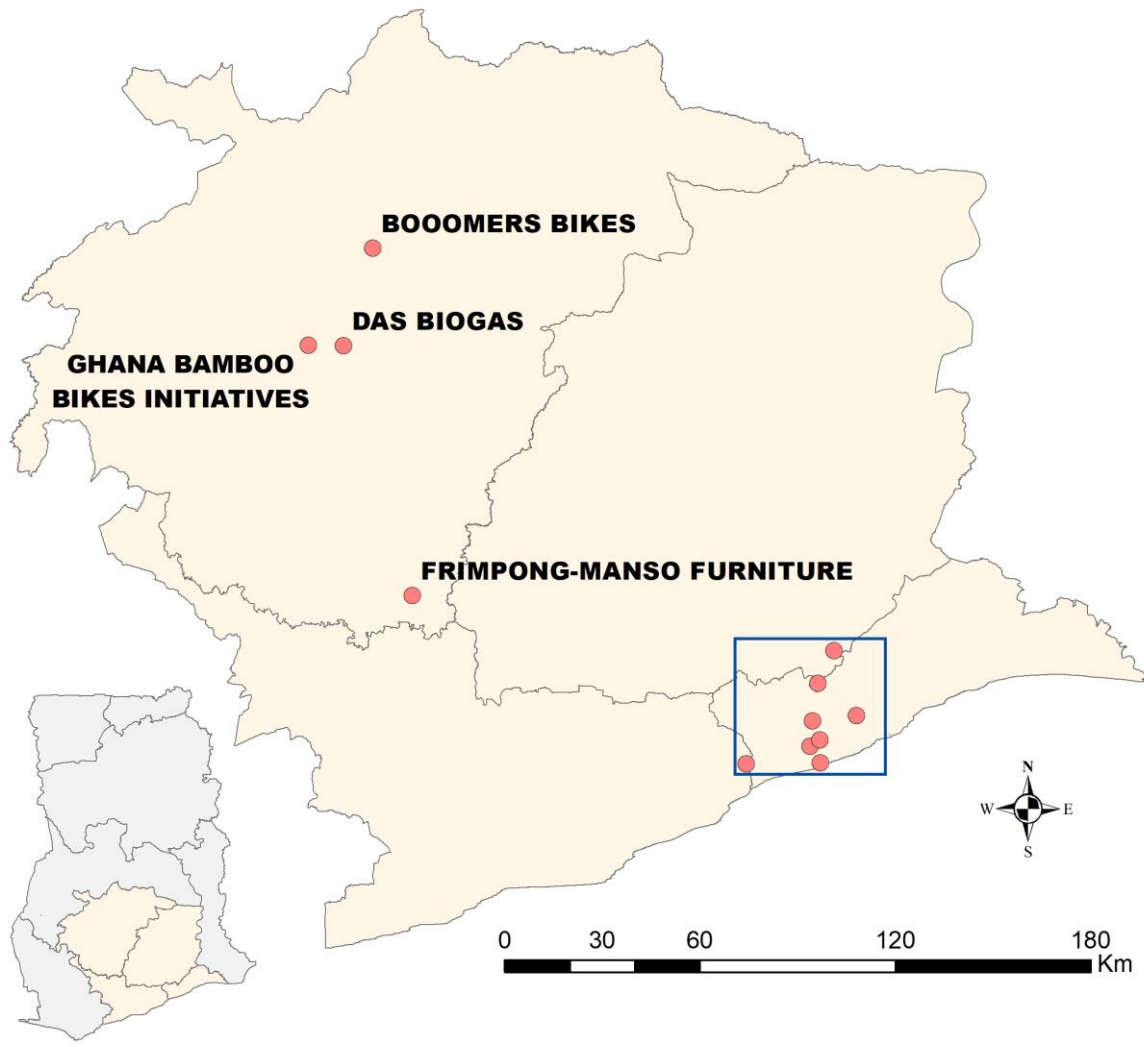 BOOOMERS BIKES
DAS BIOGAS
GHANA BAMBOO
BIKES INITIATIVES
FRIMPONG-MANSO FURNITURE
N
W E
S
0 30 60 120 180
Km